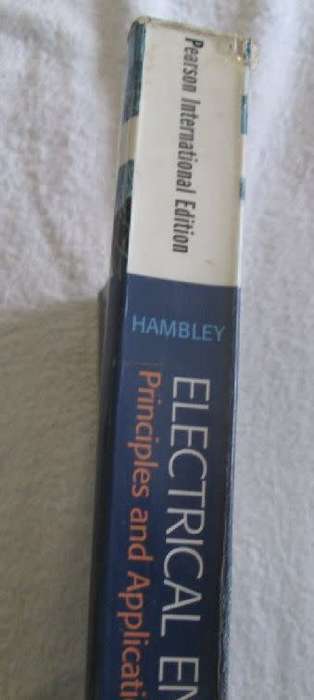 Pearson International Edition
HAMBLEY
ELECTRICAL EN
Principles and Applicati